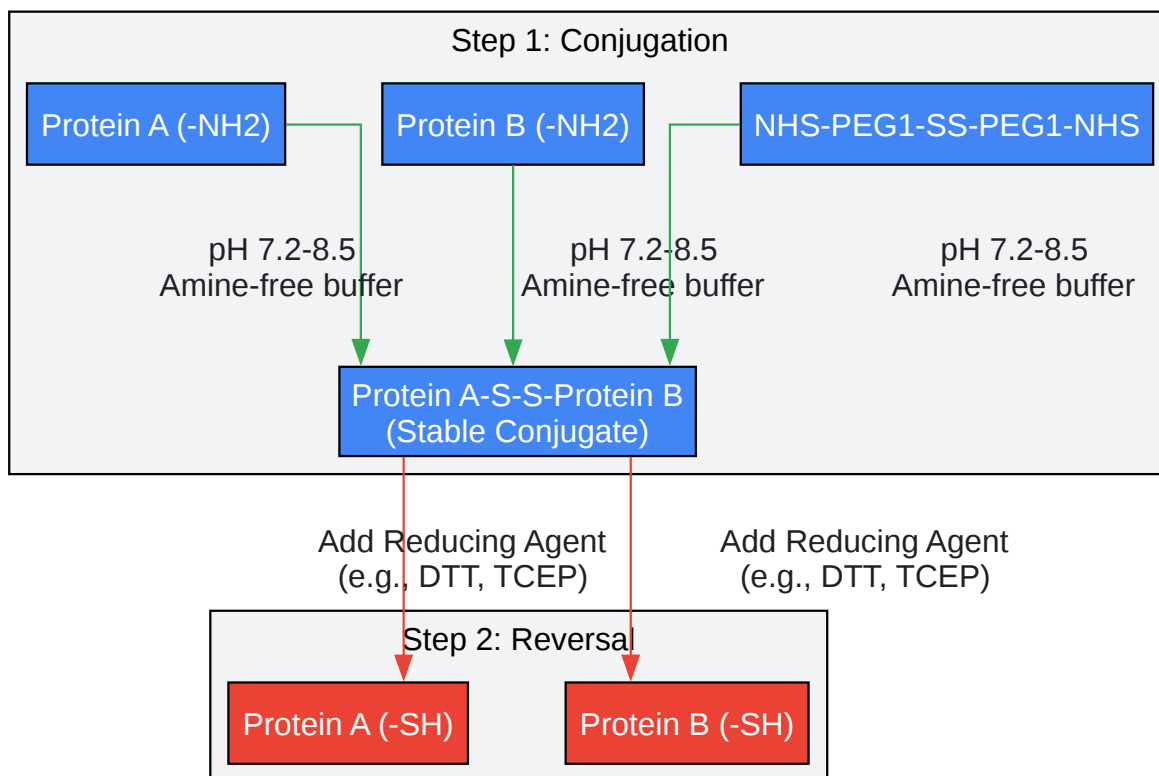 Step 1: Conjugation
Protein A (-NH2)
Protein B (-NH2)
NHS-PEG1-SS-PEG1-NHS
pH 7.2-8.5
Amine-free buffer
pH 7.2-8.5
Amine-free buffer
pH 7.2-8.5
Amine-free buffer
Protein A-S-S-Protein B
(Stable Conjugate)
Add Reducing Agent
(e.g., DTT, TCEP)
Add Reducing Agent
(e.g., DTT, TCEP)
Step 2: Reversal
Protein A (-SH)
Protein B (-SH)